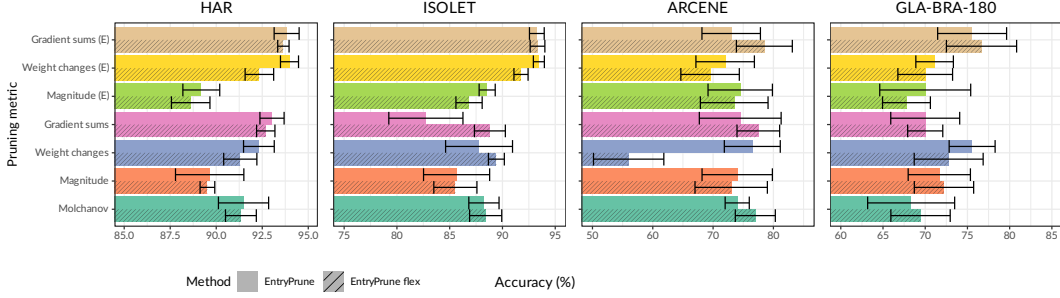 HAR ISOLET ARCENE GLA-BRA-180
Pruning metric
Gradient sums (E)
Weight changes (E)
Magnitude (E)
Gradient sums
Weight changes
Magnitude
Molchanov
85.0 87.5 90.0 92.5 95.0 75 80 85 90 95 50 60 70 80 60 65 70 75 80 85
Method EntryPrune EntryPrune flex Accuracy (%)